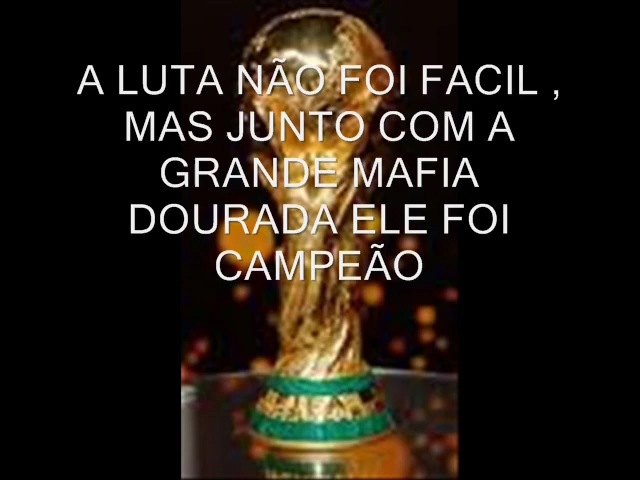 A LUTA NÃO FOI FACIL ,
MAS JUNTO COM A
GRANDE MAFIA
DOURADA ELE FOI
CAMPEÃO